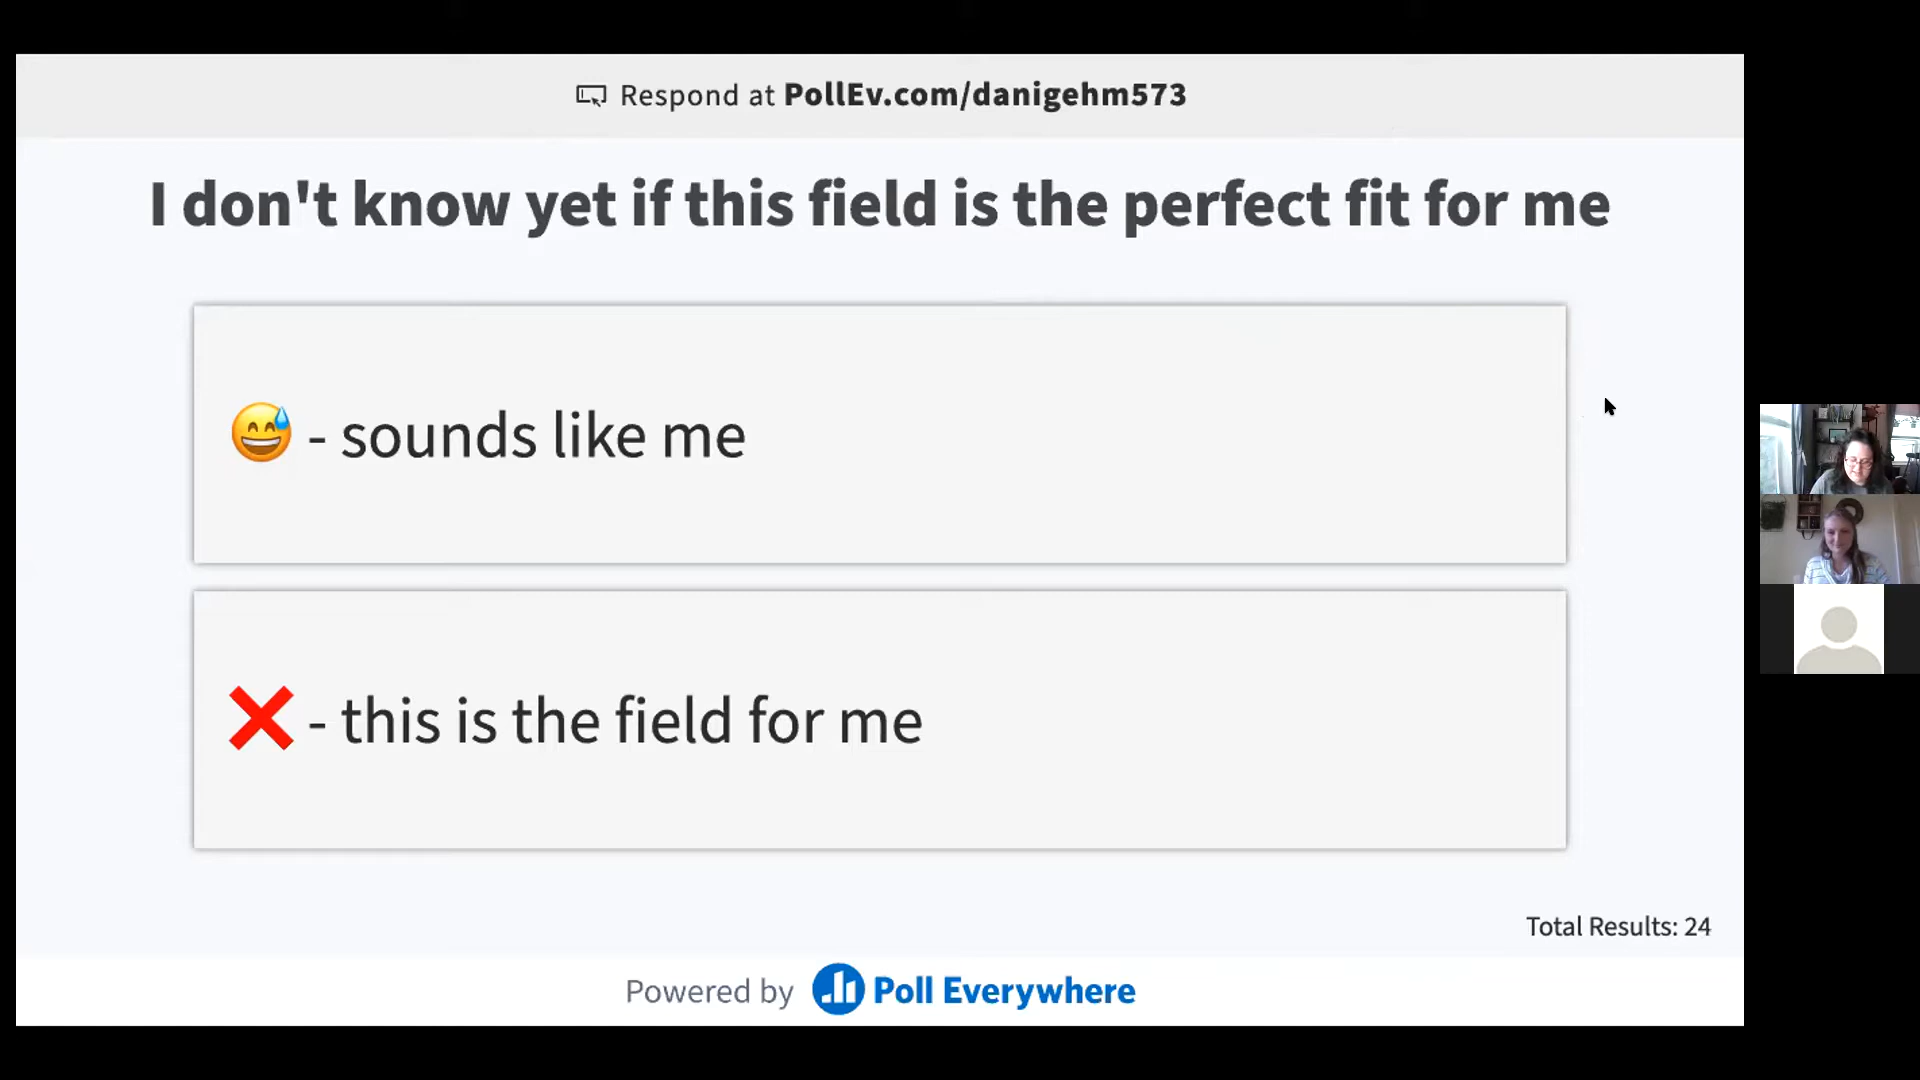 Respond at PollEv.com/danigehm573
I don't know yet if this field is the perfect fit for me
😅 - sounds like me
❌ - this is the field for me
Total Results: 24
Powered by Poll Everywhere